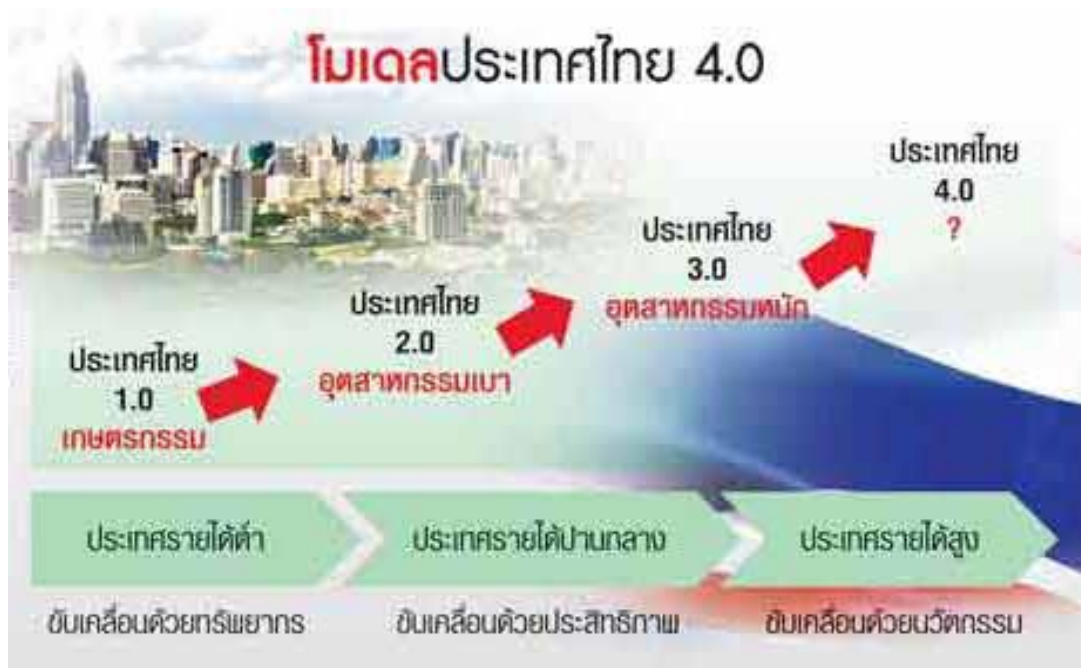 โมเดลประเทศไทย 4.0
ประเทศไทย
4.0
?
ประเทศไทย
3.0
อุตสาหกรรมหนัก
ประเทศไทย
2.0
อุตสาหกรรมเบา
ประเทศไทย
1.0
เกษตรกรรม
ประเทศรายได้ต่ำ
ประเทศรายได้ปานกลาง
ประเทศรายได้สูง
ขับเคลื่อนด้วยทรัพยากร
ขับเคลื่อนด้วยประสิทธิภาพ
ขับเคลื่อนด้วยนวัตกรรม